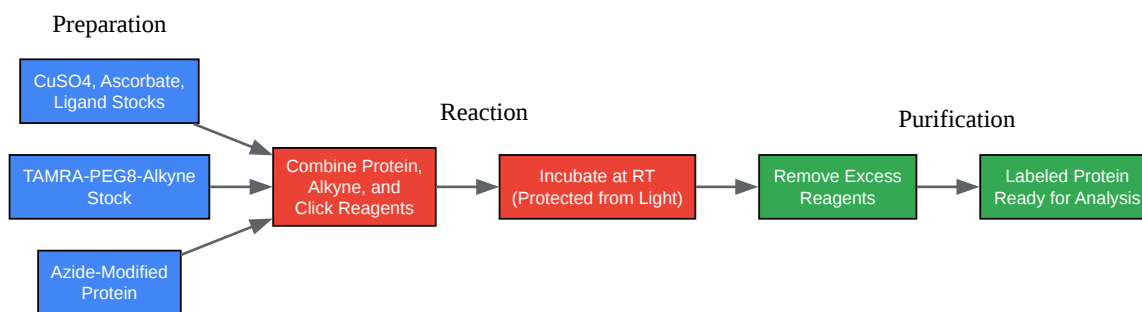 Preparation
CuSO4, Ascorbate,
Ligand Stocks
TAMRA-PEG8-Alkyne
Stock
Azide-Modified
Protein
Reaction
Combine Protein,
Alkyne, and
Click Reagents
Incubate at RT
(Protected from Light)
Purification
Remove Excess
Reagents
Labeled Protein
Ready for Analysis